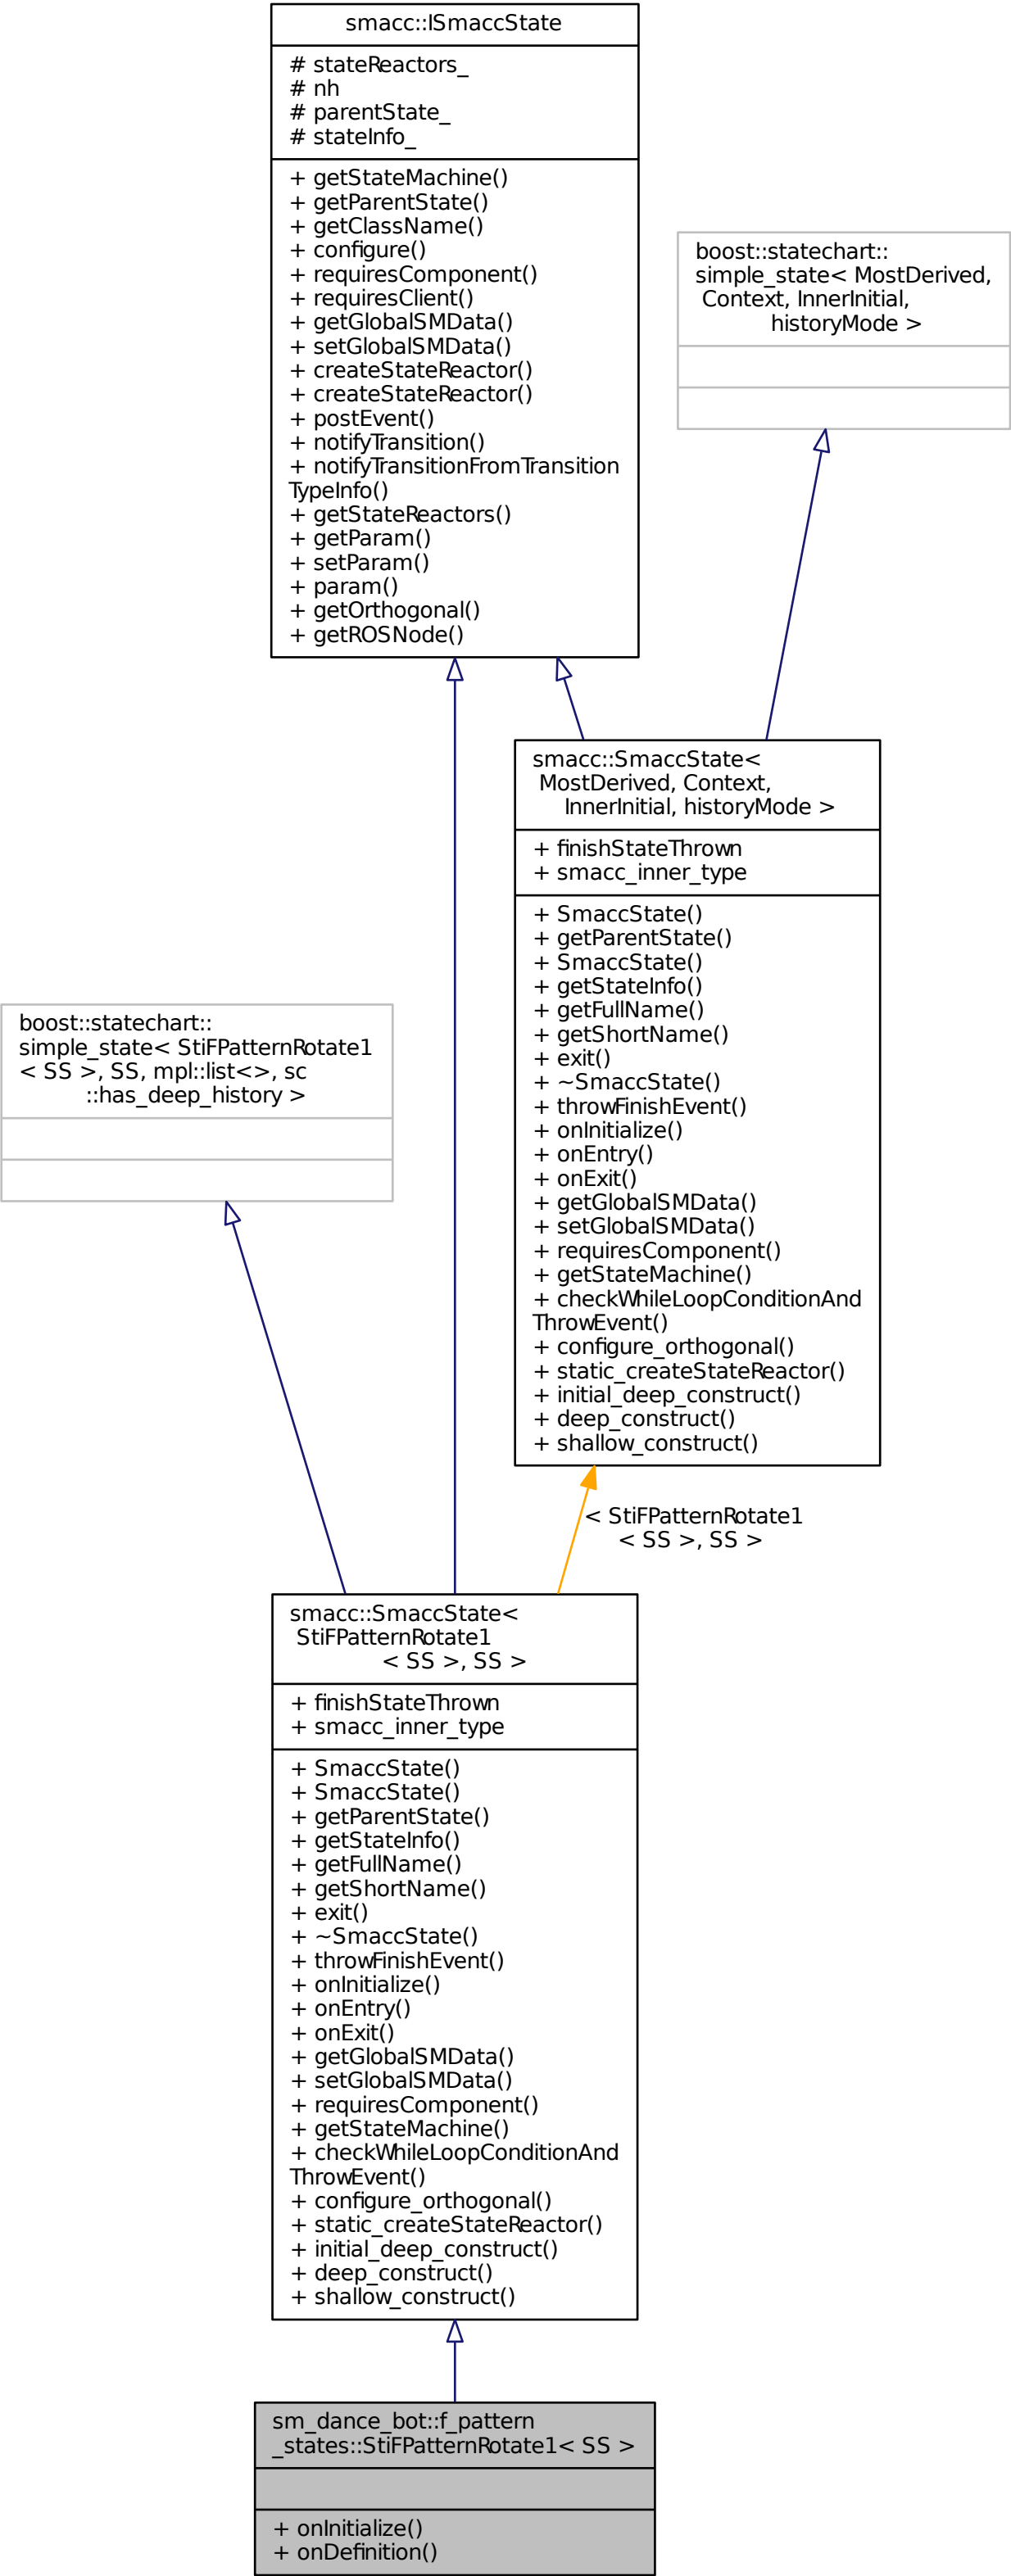 smacc::ISmaccState
# stateReactors_
# nh
# parentState_
# stateInfo_
+ getStateMachine()
+ getParentState()
+ getClassName()
+ configure()
+ requiresComponent()
+ requiresClient()
+ getGlobalSMData()
+ setGlobalSMData()
+ createStateReactor()
+ createStateReactor()
+ postEvent()
+ notifyTransition()
+ notifyTransitionFromTransition
TypeInfo()
+ getStateReactors()
+ getParam()
+ setParam()
+ param()
+ getOrthogonal()
+ getROSNode()
boost::statechart::
simple_state< MostDerived,
Context, InnerInitial,
historyMode >
smacc::SmaccState<
MostDerived, Context,
InnerInitial, historyMode >
+ finishStateThrown
+ smacc_inner_type
+ SmaccState()
+ getParentState()
+ SmaccState()
+ getStateInfo()
+ getFullName()
+ getShortName()
+ exit()
+ ~SmaccState()
+ throwFinishEvent()
+ onInitialize()
+ onEntry()
+ onExit()
+ getGlobalSMData()
+ setGlobalSMData()
+ requiresComponent()
+ getStateMachine()
+ checkWhileLoopConditionAnd
ThrowEvent()
+ configure_orthogonal()
+ static_createStateReactor()
+ initial_deep_construct()
+ deep_construct()
+ shallow_construct()
boost::statechart::
simple_state< StiFPatternRotate1
< SS >, SS, mpl::list<>, sc
::has_deep_history >
< StiFPatternRotate1
< SS >, SS >
smacc::SmaccState<
StiFPatternRotate1
< SS >, SS >
+ finishStateThrown
+ smacc_inner_type
+ SmaccState()
+ SmaccState()
+ getParentState()
+ getStateInfo()
+ getFullName()
+ getShortName()
+ exit()
+ ~SmaccState()
+ throwFinishEvent()
+ onInitialize()
+ onEntry()
+ onExit()
+ getGlobalSMData()
+ setGlobalSMData()
+ requiresComponent()
+ getStateMachine()
+ checkWhileLoopConditionAnd
ThrowEvent()
+ configure_orthogonal()
+ static_createStateReactor()
+ initial_deep_construct()
+ deep_construct()
+ shallow_construct()
sm_dance_bot::f_pattern
_states::StiFPatternRotate1< SS >
+ onInitialize()
+ onDefinition()